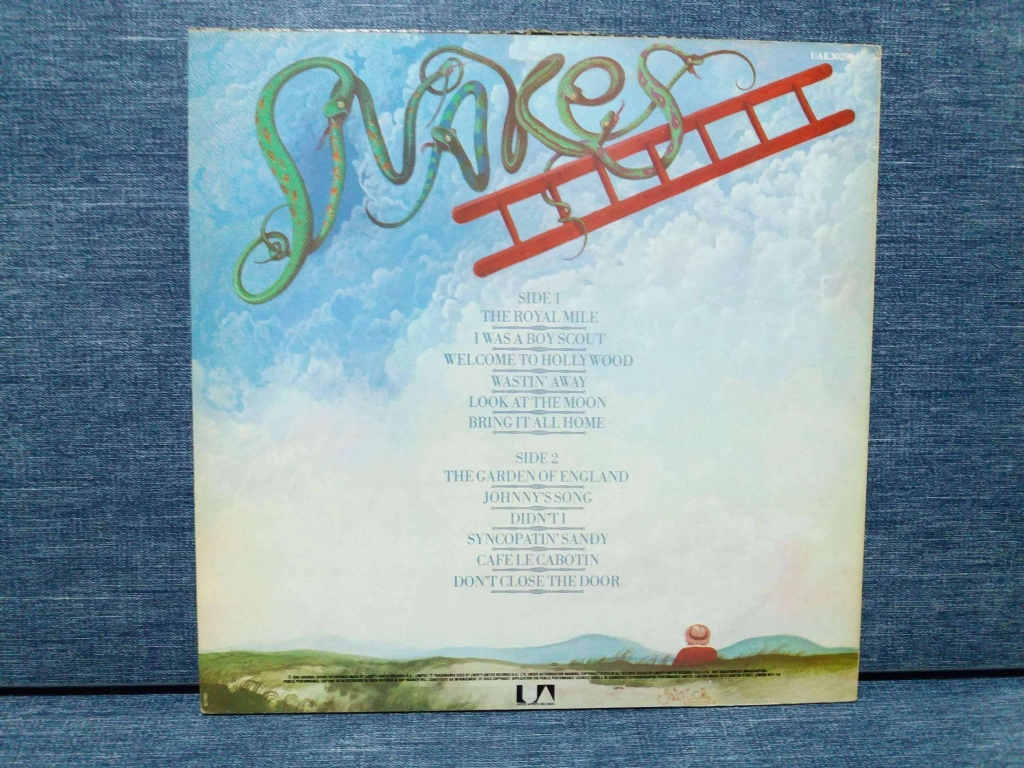 SNAKES
UAK302
SIDE 1
THE ROYAL MILE
I WAS A BOY SCOUT
WELCOME TO HOLLYWOOD
WASTIN' AWAY
LOOK AT THE MOON
BRING IT ALL HOME
SIDE 2
THE GARDEN OF ENGLAND
JOHNNY'S SONG
DIDN'T I
SYNCOPATIN' SANDY
CAFE LE CABOTIN
DON'T CLOSE THE DOOR
UA